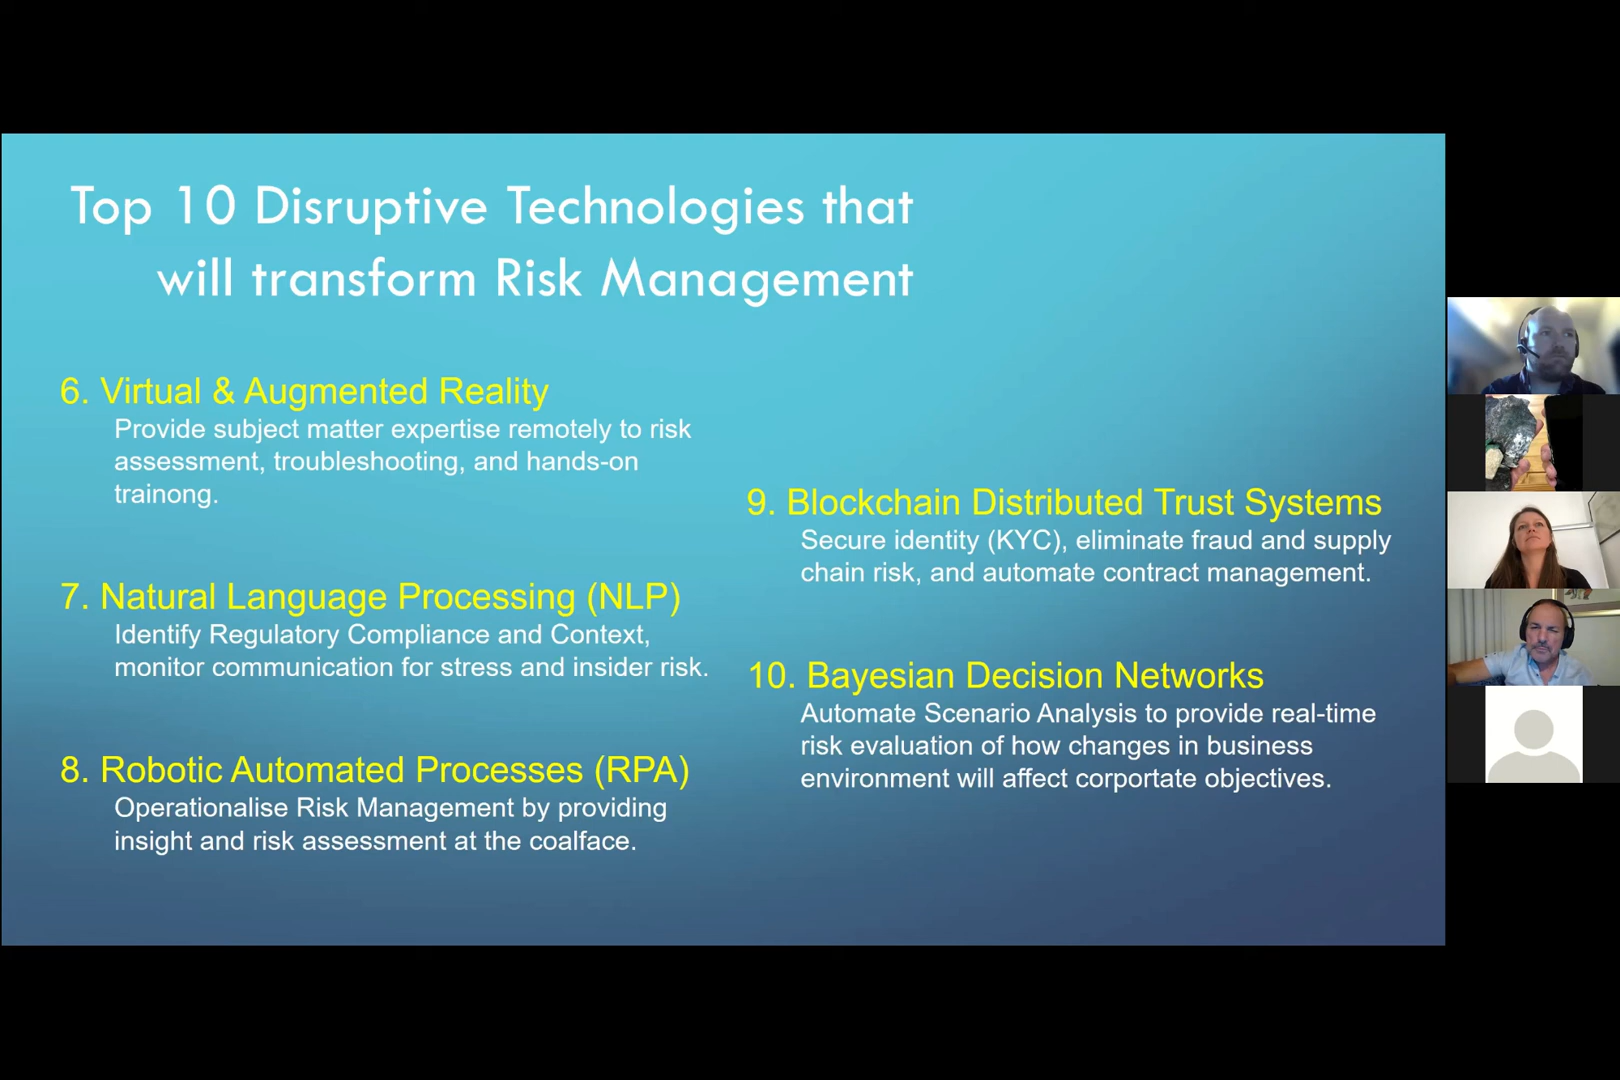 Top 10 Disruptive Technologies that
will transform Risk Management
6. Virtual & Augmented Reality
Provide subject matter expertise remotely to risk
assessment, troubleshooting, and hands-on
trainong.
7. Natural Language Processing (NLP)
Identify Regulatory Compliance and Context,
monitor communication for stress and insider risk.
8. Robotic Automated Processes (RPA)
Operationalise Risk Management by providing
insight and risk assessment at the coalface.
9. Blockchain Distributed Trust Systems
Secure identity (KYC), eliminate fraud and supply
chain risk, and automate contract management.
10. Bayesian Decision Networks
Automate Scenario Analysis to provide real-time
risk evaluation of how changes in business
environment will affect corportate objectives.